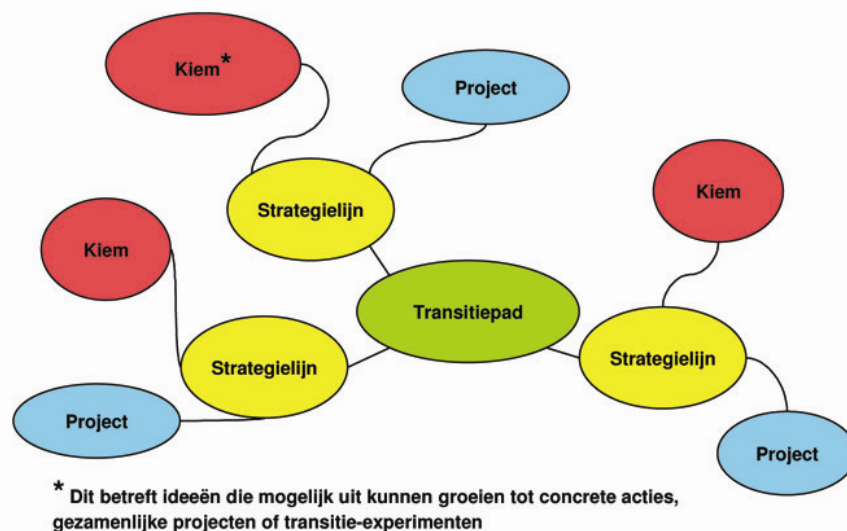 Kiem*
Project
Kiem
Strategielijn
Kiem
Transitiepad
Strategielijn
Strategielijn
Project
Project
* Dit betreft ideeën die mogelijk uit kunnen groeien tot concrete acties,
gezamenlijke projecten of transitie-experimenten